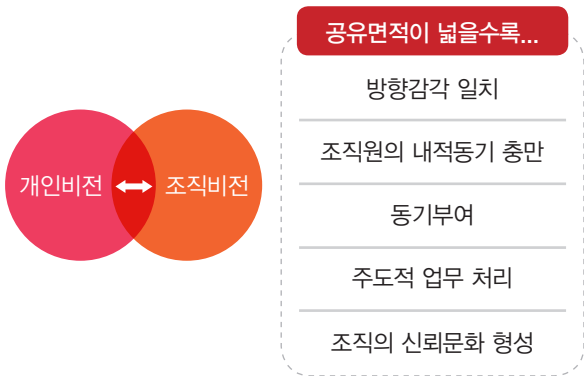 공유면적이 넓을수록...
방향감각 일치
조직원의 내적동기 충만
개인비전
조직비전
동기부여
주도적 업무 처리
조직의 신뢰문화 형성